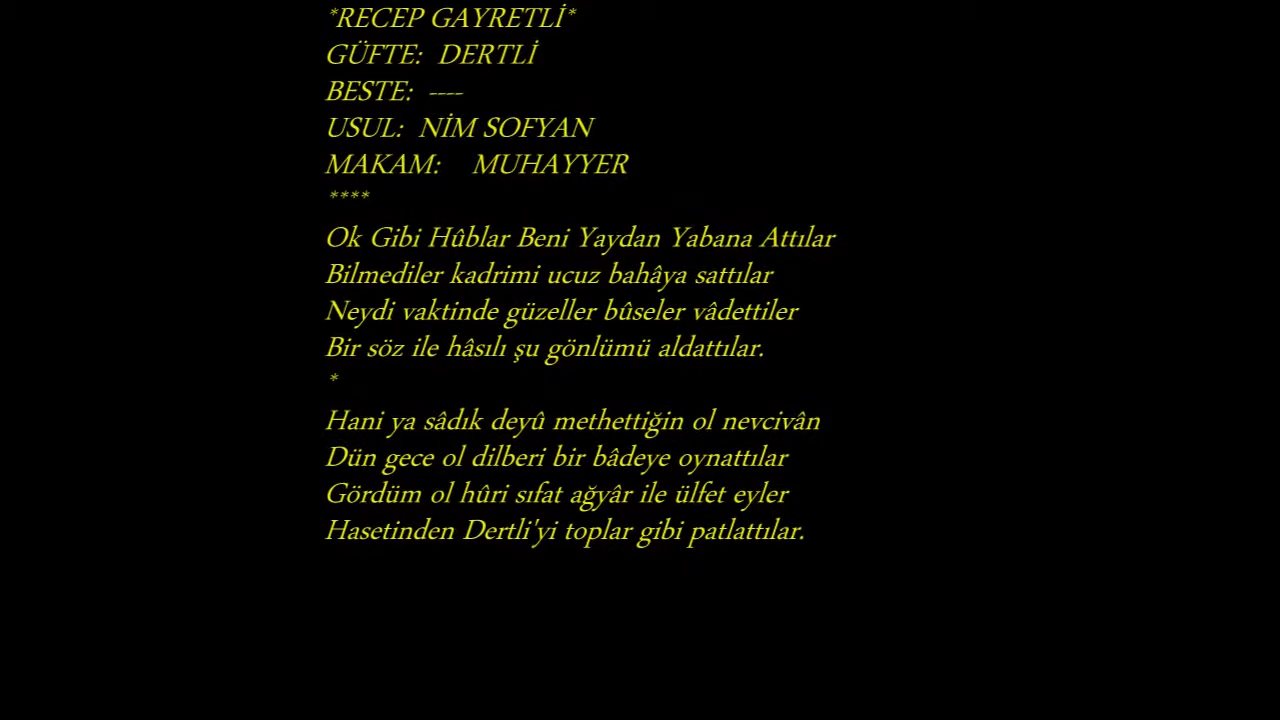 *RECEP GAYRETLİ*
GÜFTE: DERTLİ
BESTE: ----
USUL: NİM SOFYAN
MAKAM: MUHAYYER
****
Ok Gibi Hûblar Beni Yaydan Yabana Attılar
Bilmediler kadrimi ucuz bahâya sattılar
Neydi vaktinde güzeller bûseler vâdettiler
Bir söz ile hâsılı şu gönlümü aldattılar.
*
Hani ya sâdık deyû methettiğin ol nevcivân
Dün gece ol dilberi bir bâdeye oynattılar
Gördüm ol hûri sıfat ağyâr ile ülfet eyler
Hasetinden Dertli'yi toplar gibi patlattılar.